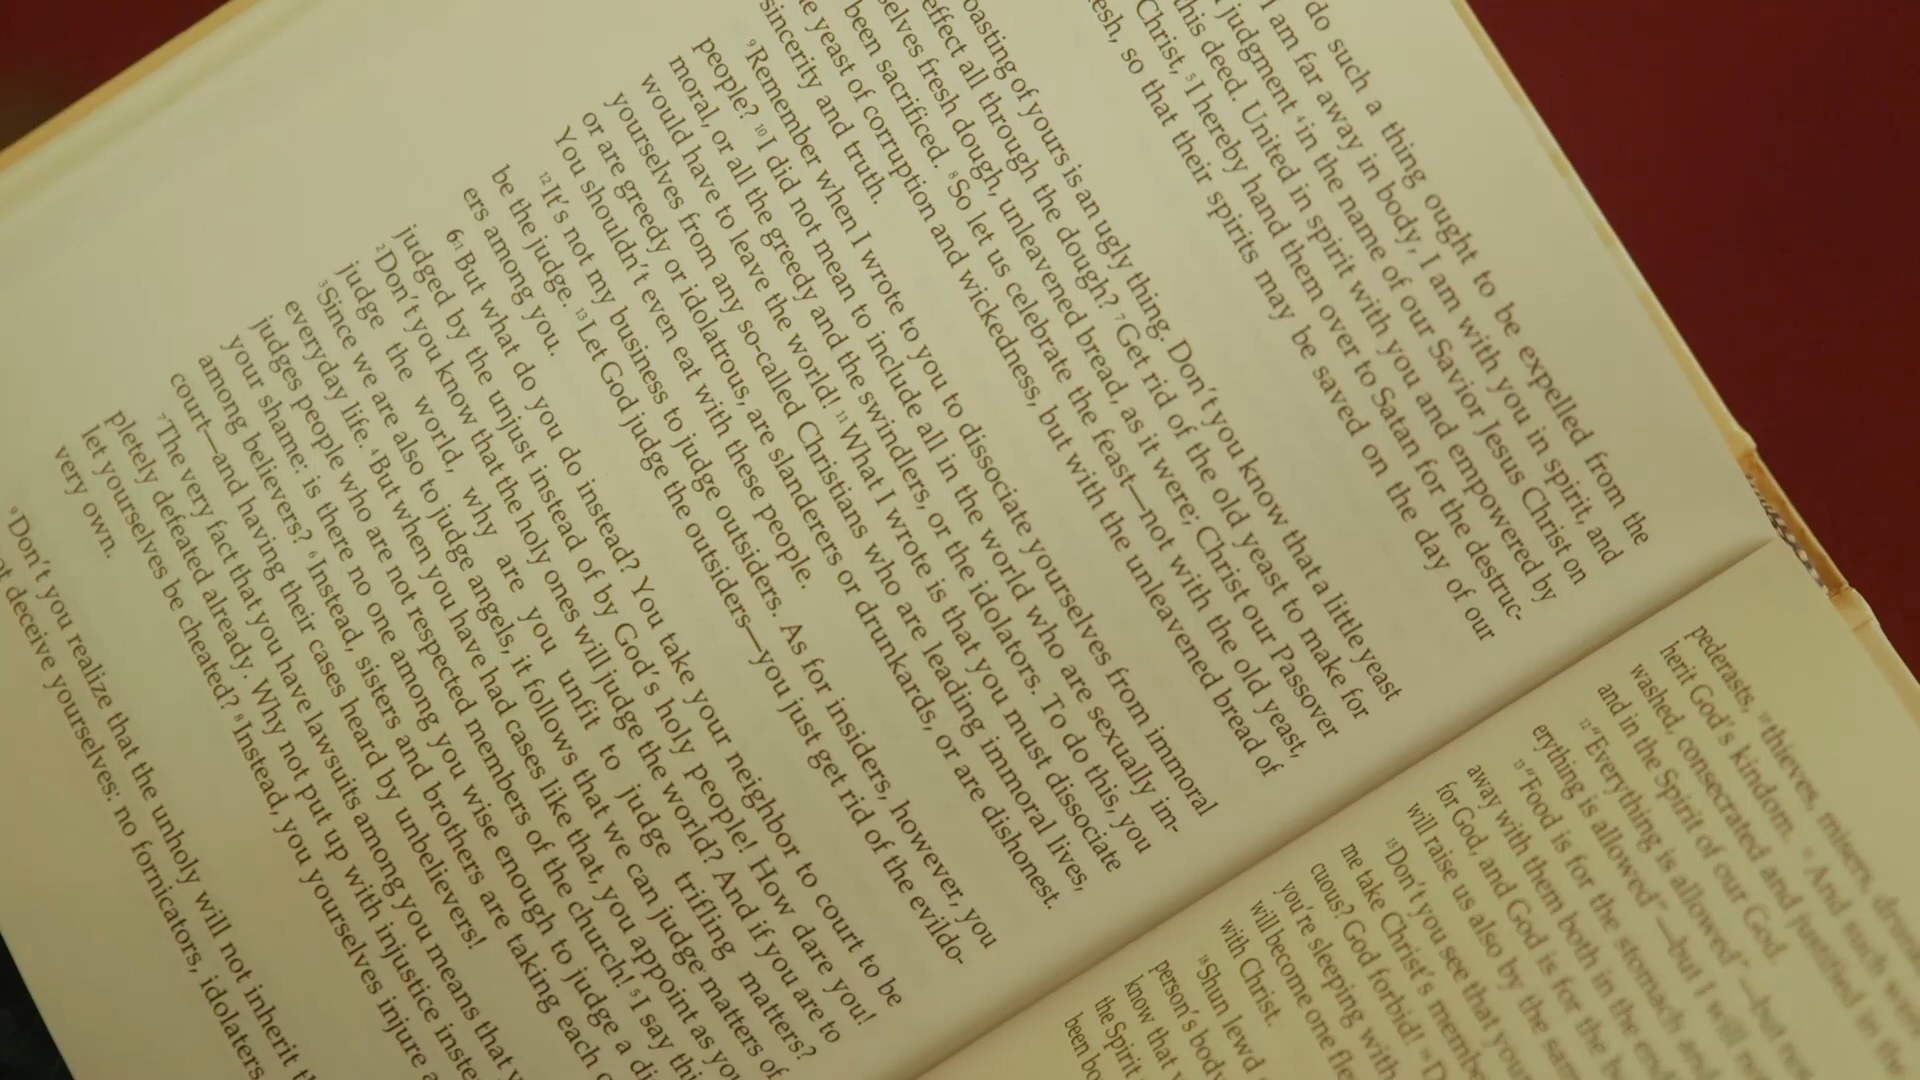 do such a thing ought to be expelled from the
I am far away in body, I am with you in spirit, and
judgment ⁴in the name of our Savior Jesus Christ on
this deed. United in spirit with you and empowered by
Christ, ⁵I hereby hand them over to Satan for the destruc-
esh, so that their spirits may be saved on the day of our
oasting of yours is an ugly thing. Don't you know that a little yeast
effect all through the dough? ⁷Get rid of the old yeast to make for
selves fresh dough, unleavened bread, as it were; Christ our Passover
been sacrificed. ⁸So let us celebrate the feast—not with the old yeast,
e yeast of corruption and wickedness, but with the unleavened bread of
sincerity and truth.
⁹Remember when I wrote to you to dissociate yourselves from immoral
people? ¹⁰I did not mean to include all in the world who are sexually im-
moral, or all the greedy and the swindlers, or the idolators. To do this, you
would have to leave the world! ¹¹What I wrote is that you must dissociate
yourselves from any so-called Christians who are leading immoral lives,
or are greedy or idolatrous, are slanderers or drunkards, or are dishonest.
You shouldn't even eat with these people.
¹²It's not my business to judge outsiders. As for insiders, however, you
be the judge. ¹³Let God judge the outsiders—you just get rid of the evildo-
ers among you.
6:1 But what do you do instead? You take your neighbor to court to be
judged by the unjust instead of by God's holy people! How dare you!
²Don't you know that the holy ones will judge the world? And if you are to
judge the world, why are you unfit to judge trifling matters?
³Since we are also to judge angels, it follows that we can judge matters of
everyday life. ⁴But when you have had cases like that, you appoint as your
judges people who are not respected members of the church! ⁵I say this
your shame: is there no one among you wise enough to judge a
among believers? ⁶Instead, sisters and brothers are taking each
court—and having their cases heard by unbelievers!
⁷The very fact that you have lawsuits among you means that
pletely defeated already. Why not put up with injustice
let yourselves be cheated? ⁸Instead, you yourselves injure
very own.
⁹Don't you realize that the unholy will not inherit
deceive yourselves: no fornicators, idolaters,
pederasts, ¹⁰thieves, misers,
herit God's kingdom. ¹¹And such were
washed, consecrated and justified in the
and in the Spirit of our God.
¹²"Everything is allowed"—but not
erything is allowed"—but I will
¹³"Food is for the stomach and
away with them both in the end
for God, and God is for the
will raise us also by the
¹⁵Don't you see that your
me take Christ's
cuous? God forbid!
you're sleeping with
will become one
with Christ.
¹⁸Shun lewd
person's body
know that
the Spirit
been